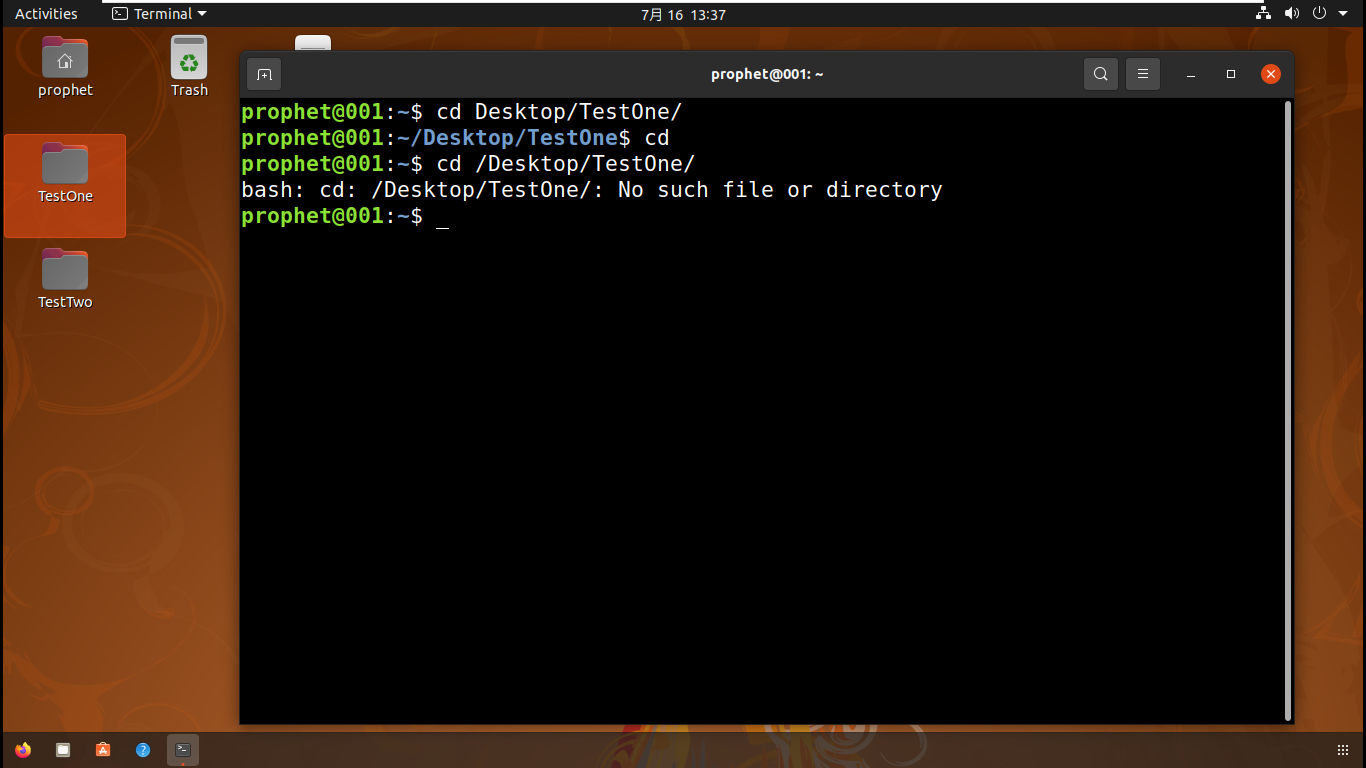 Activities
Terminal
7月 16 13:37
prophet
Trash
TestOne
TestTwo
prophet@001: ~
prophet@001:~$ cd Desktop/TestOne/
prophet@001:~/Desktop/TestOne$ cd
prophet@001:~$ cd /Desktop/TestOne/
bash: cd: /Desktop/TestOne/: No such file or directory
prophet@001:~$ _